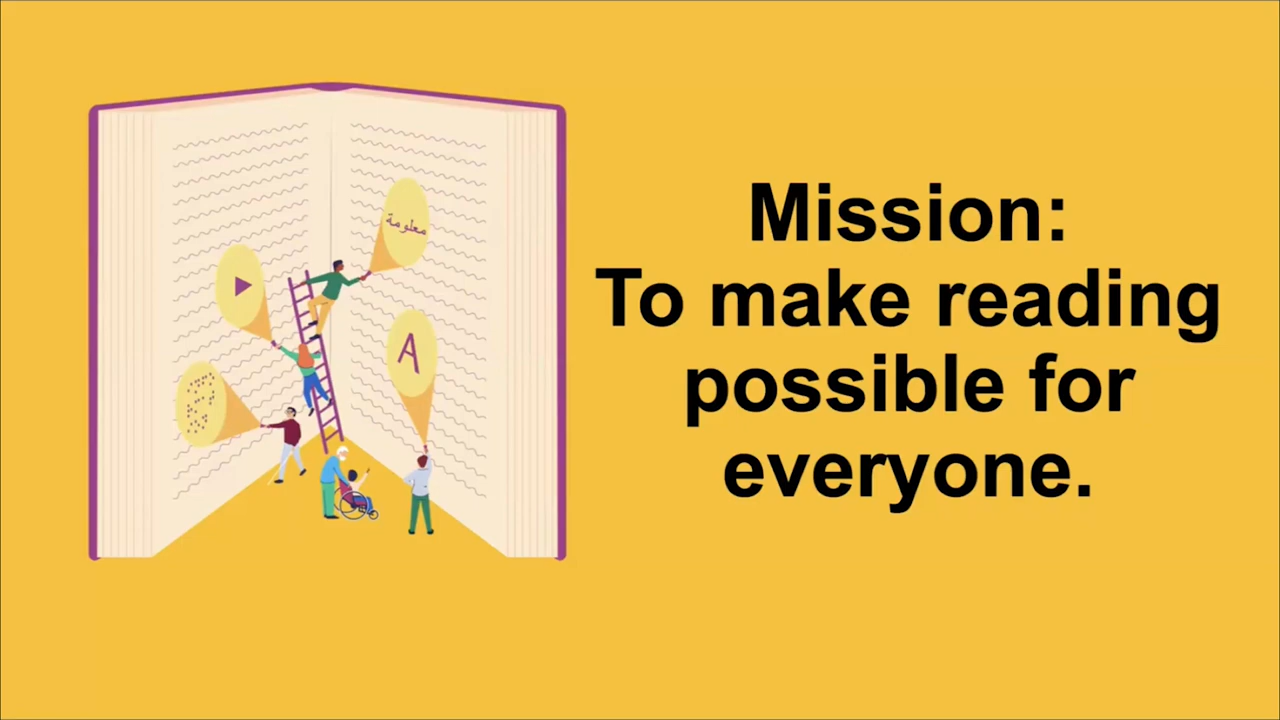 معلومة
A
Mission:
To make reading
possible for
everyone.